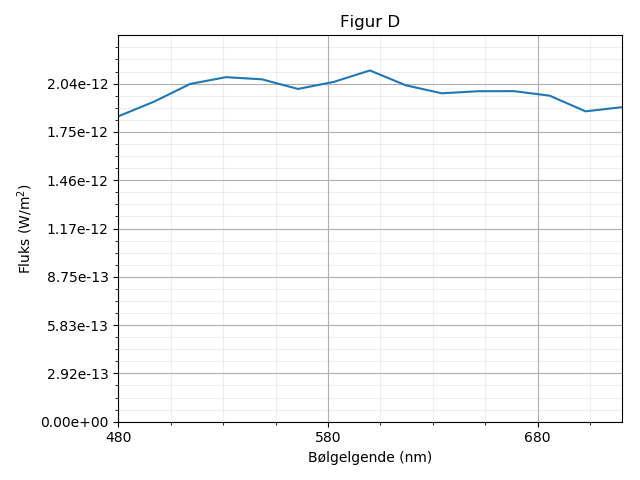 Figur D
2.04e-12
1.75e-12
1.46e-12
1.17e-12
8.75e-13
5.83e-13
2.92e-13
0.00e+00
Fluks (W/m²)
480
580
680
Bølgelgende (nm)